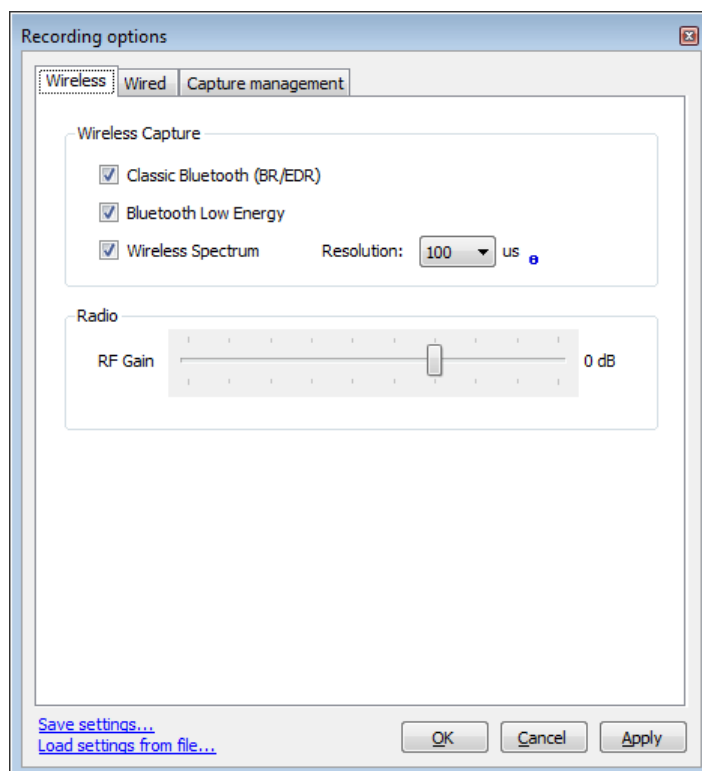 Recording options
Wireless Wired Capture management
Wireless Capture
Classic Bluetooth (BR/EDR)
Bluetooth Low Energy
Wireless Spectrum Resolution: 100 us
Radio
RF Gain 0 dB
Save settings...
Load settings from file...
OK Cancel Apply